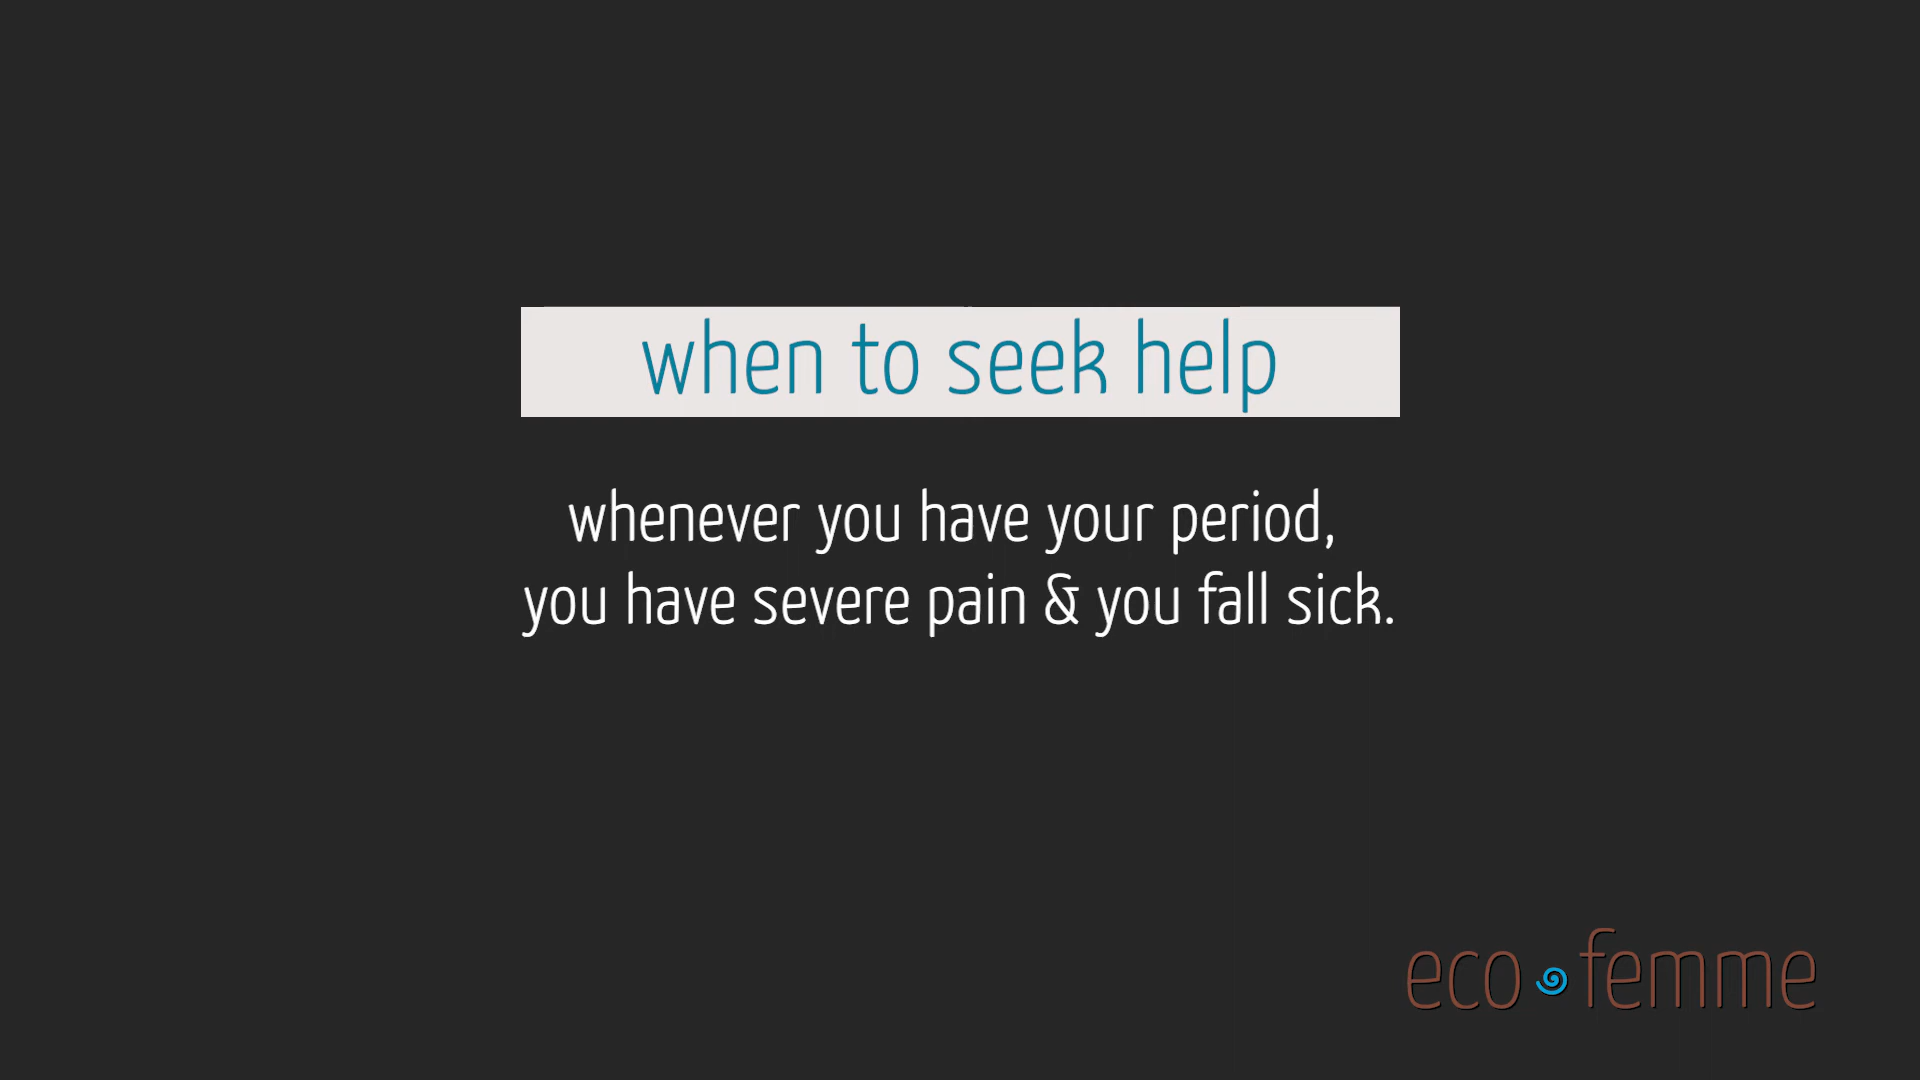 when to seek help
whenever you have your period,
you have severe pain & you fall sick.
eco femme